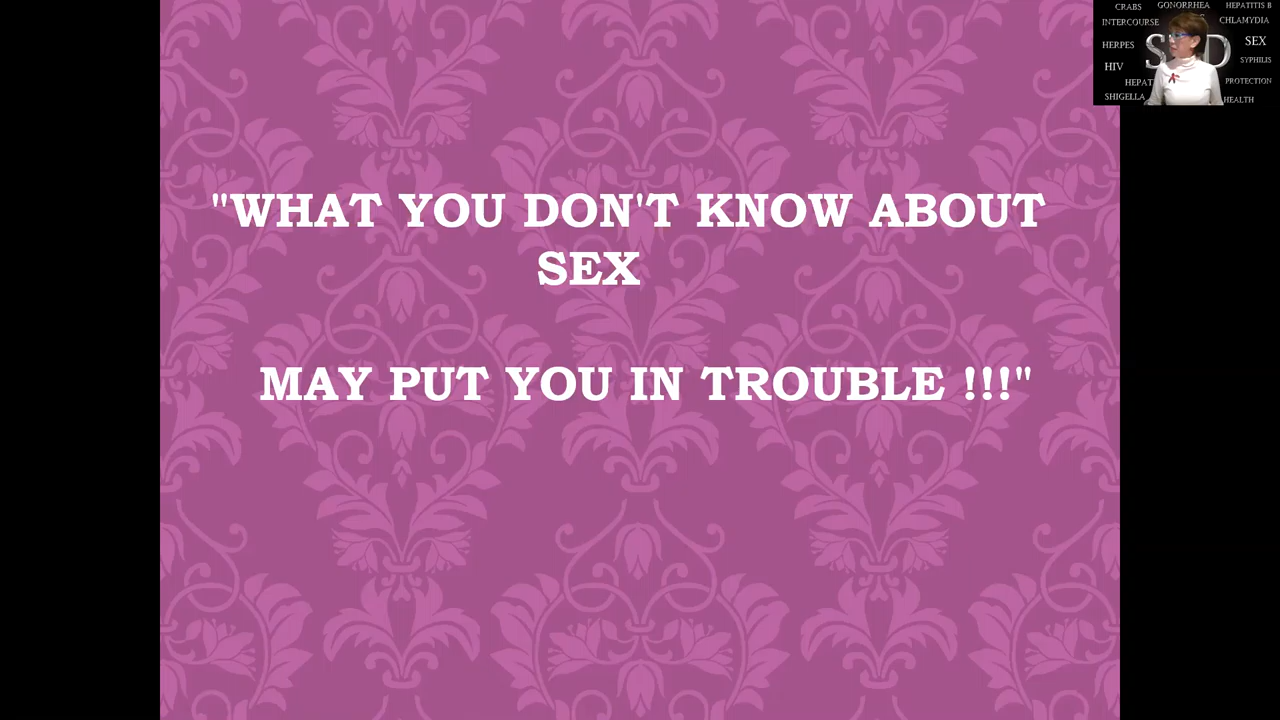 "WHAT YOU DON'T KNOW ABOUT
SEX
MAY PUT YOU IN TROUBLE !!!"
CRABS GONORRHEA HEPATITIS B
INTERCOURSE CHLAMYDIA
HERPES SEX
HIV SYPHILIS
PROTECTION
SHIGELLA HEALTH